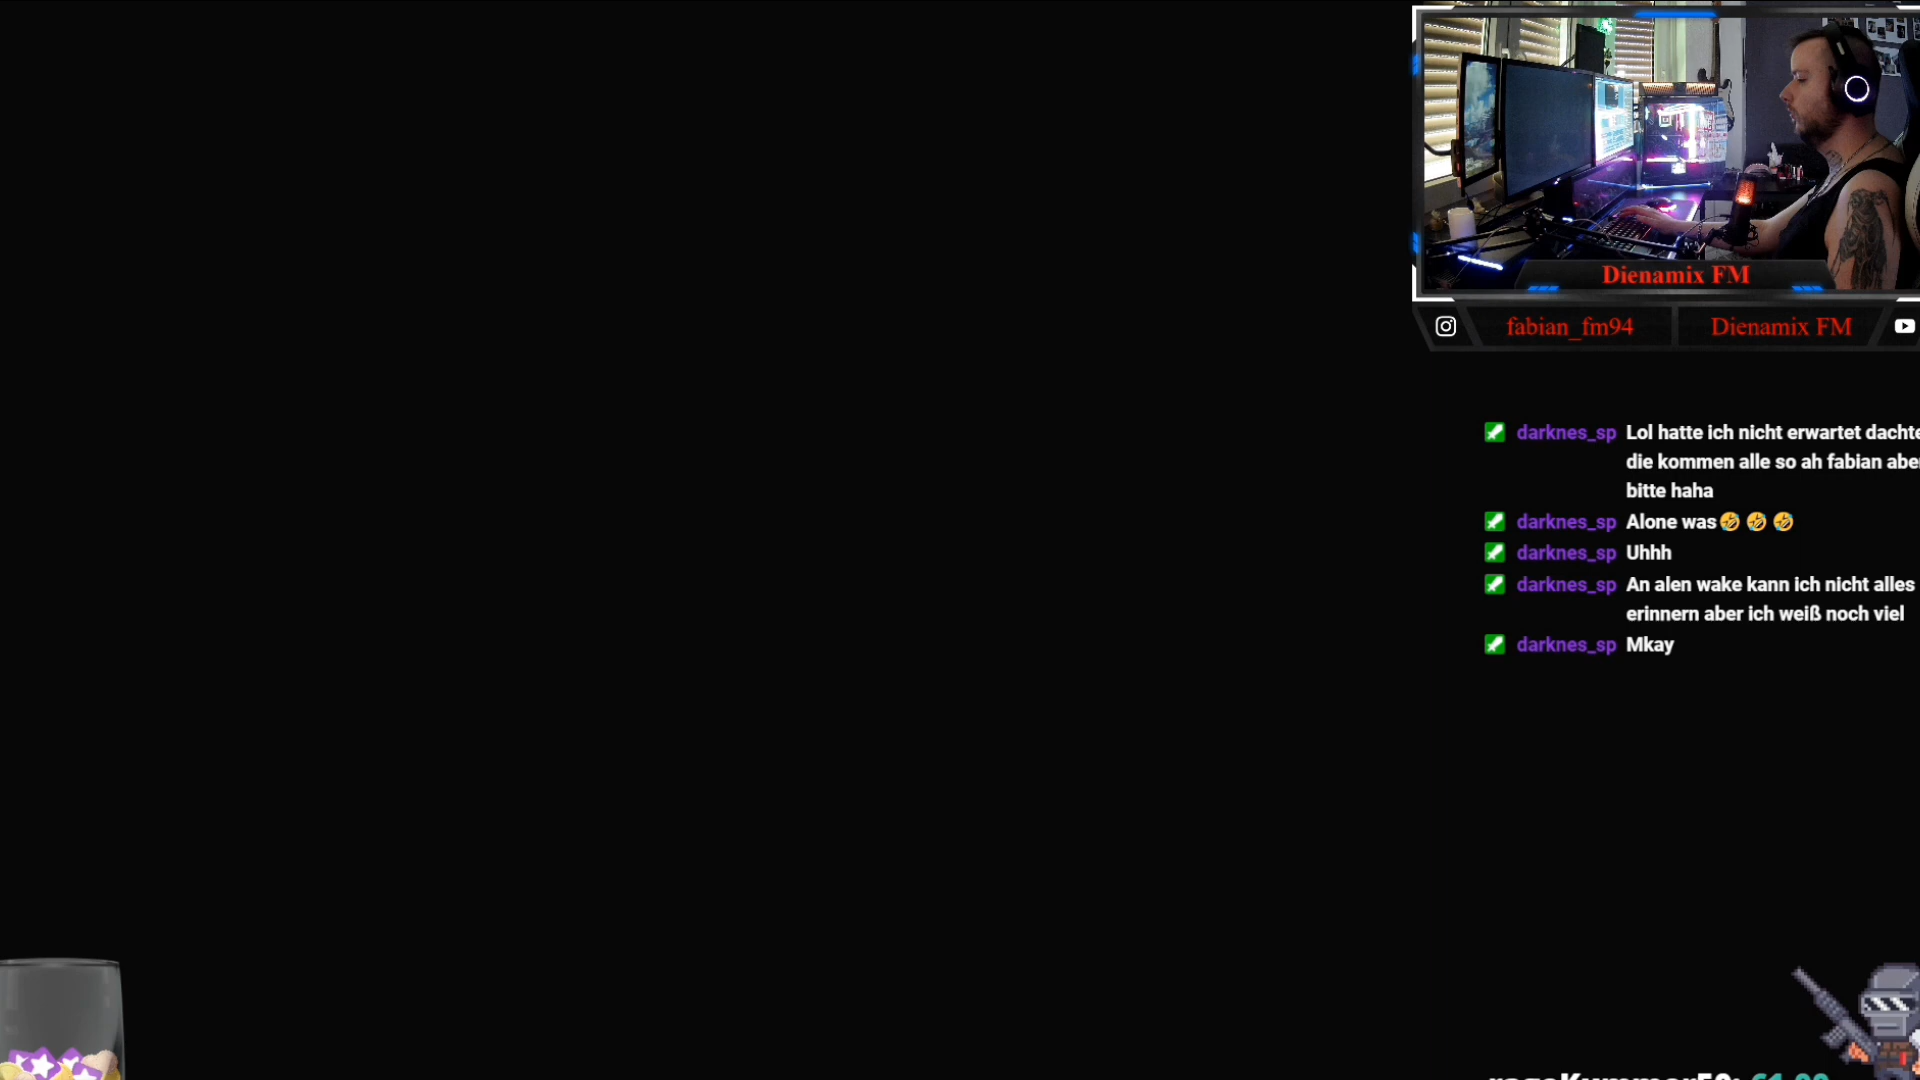 Dienamix FM
fabian_fm94 Dienamix FM
darknes_sp Lol hatte ich nicht erwartet dachte
die kommen alle so ah fabian aber
bitte haha
darknes_sp Alone was🤣 🤣 🤣
darknes_sp Uhhh
darknes_sp An alen wake kann ich nicht alles
erinnern aber ich weiß noch viel
darknes_sp Mkay